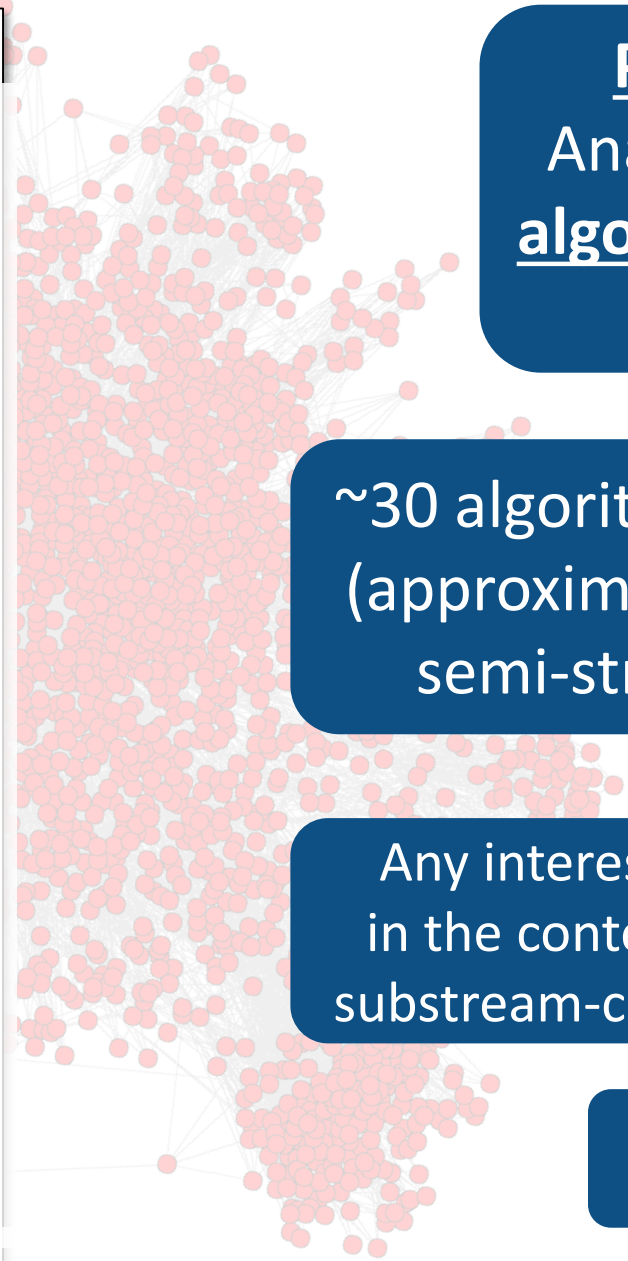 Ana
algo
~30 algorit
(approxim
semi-str
Any interes
in the conte
substream-c